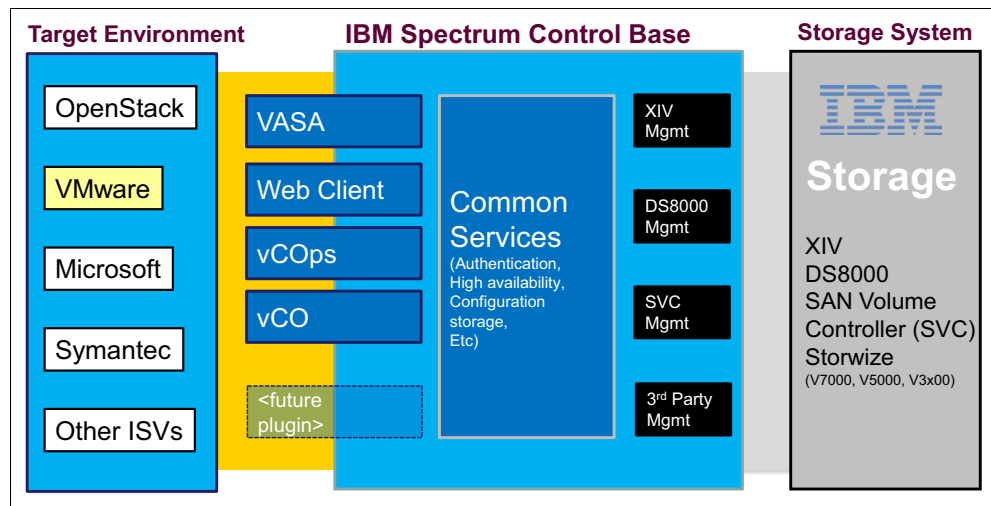 Target Environment
IBM Spectrum Control Base
Storage System
OpenStack
VMware
Microsoft
Symantec
Other ISVs
VASA
Web Client
vCOps
vCO
<future
plugin>
Common
Services
(Authentication,
High availability,
Configuration
storage,
Etc)
XIV
Mgmt
DS8000
Mgmt
SVC
Mgmt
3rd Party
Mgmt
IBM
Storage
XIV
DS8000
SAN Volume
Controller (SVC)
Storwize
(V7000, V5000, V3x00)